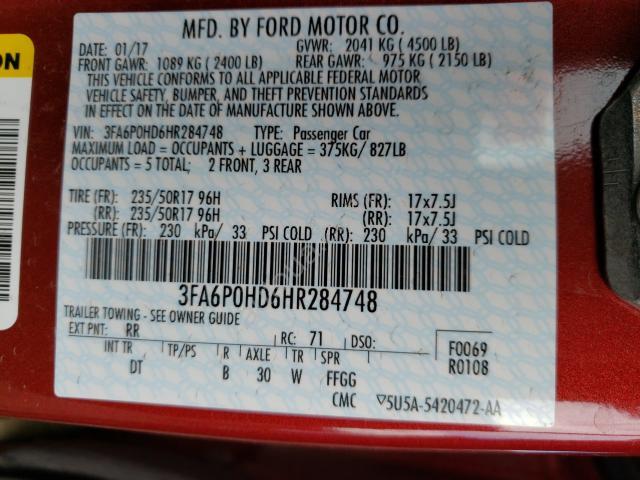 MFD. BY FORD MOTOR CO.
DATE: 01/17 GVWR: 2041 KG ( 4500 LB)
FRONT GAWR: 1089 KG ( 2400 LB) REAR GAWR: 975 KG ( 2150 LB)
THIS VEHICLE CONFORMS TO ALL APPLICABLE FEDERAL MOTOR
VEHICLE SAFETY, BUMPER, AND THEFT PREVENTION STANDARDS
IN EFFECT ON THE DATE OF MANUFACTURE SHOWN ABOVE.
VIN: 3FA6P0HD6HR284748 TYPE: Passenger Car
MAXIMUM LOAD = OCCUPANTS + LUGGAGE = 375KG/ 827LB
OCCUPANTS = 5 TOTAL; 2 FRONT, 3 REAR
TIRE (FR): 235/50R17 96H RIMS (FR): 17x7.5J
(RR): 235/50R17 96H (RR): 17x7.5J
PRESSURE (FR): 230 kPa/ 33 PSI COLD (RR): 230 kPa/ 33 PSI COLD
3FA6P0HD6HR284748
TRAILER TOWING - SEE OWNER GUIDE
EXT PNT: RR RC: 71 DSO: F0069
INT TR TP/PS R AXLE TR SPR R0108
DT B 30 W FFGG
CMC ▽5U5A-5420472-AA